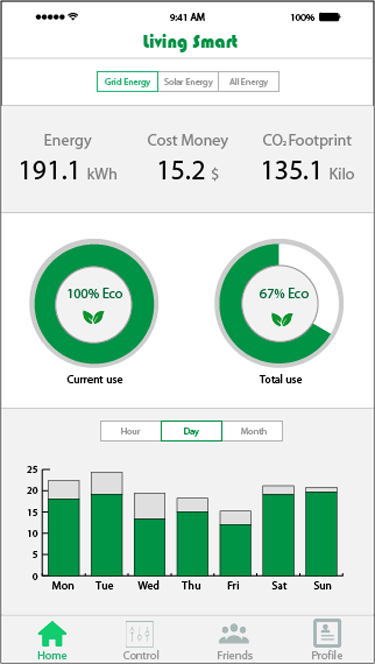 9:41 AM 100%
Living Smart
Grid Energy Solar Energy All Energy
Energy Cost Money CO₂ Footprint
191.1 kWh 15.2 $ 135.1 Kilo
100% Eco 67% Eco
Current use Total use
Hour Day Month
25
20
15
10
5
0
Mon Tue Wed Thu Fri Sat Sun
Home Control Friends Profile